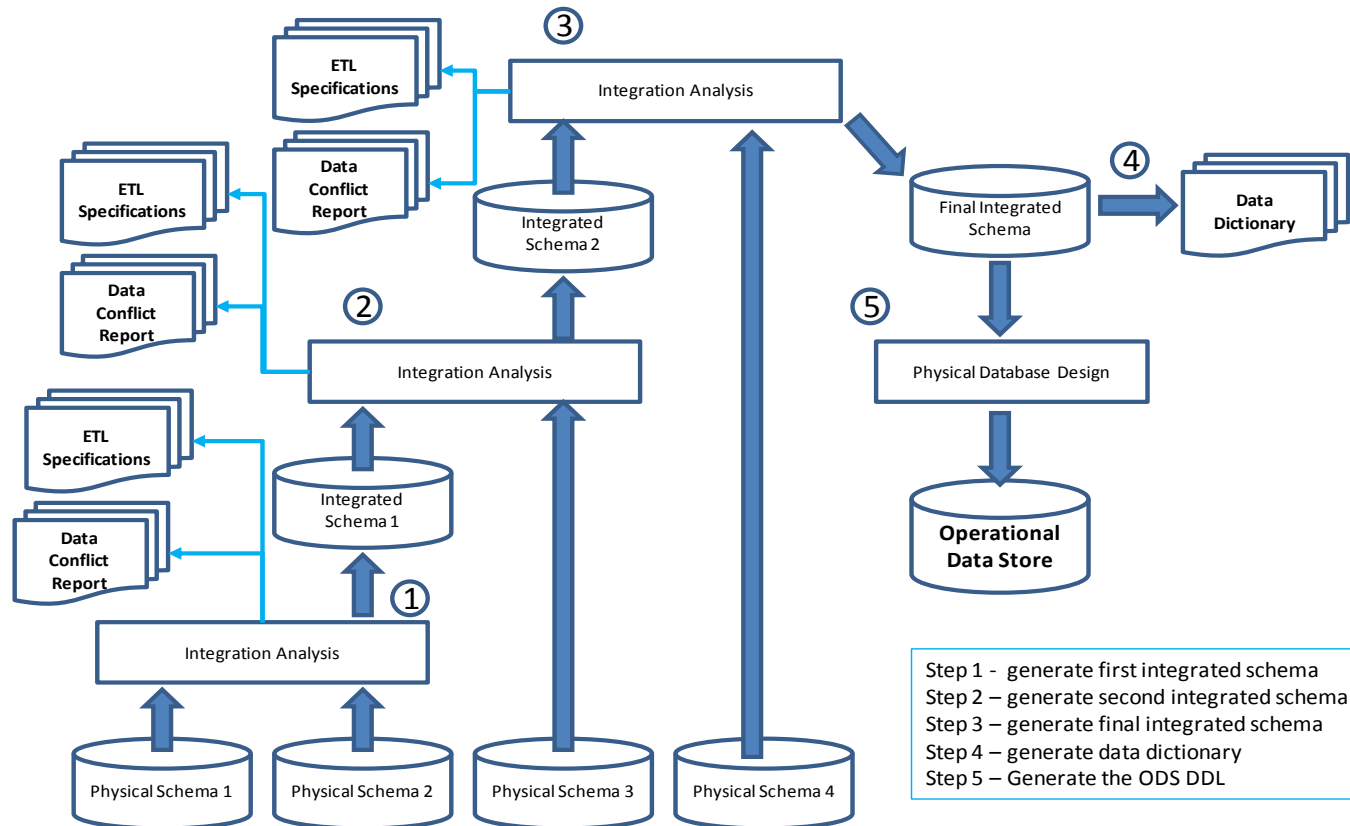 3
ETL
Specifications
Integration Analysis
Data
Conflict
Report
4
ETL
Specifications
Final Integrated
Schema
Data
Dictionary
Integrated
Schema 2
Data
Conflict
Report
2
5
Integration Analysis
Physical Database Design
ETL
Specifications
Integrated
Schema 1
Data
Conflict
Report
Operational
Data Store
1
Integration Analysis
Step 1 - generate first integrated schema
Step 2 – generate second integrated schema
Step 3 – generate final integrated schema
Step 4 – generate data dictionary
Step 5 – Generate the ODS DDL
Physical Schema 1
Physical Schema 2
Physical Schema 3
Physical Schema 4